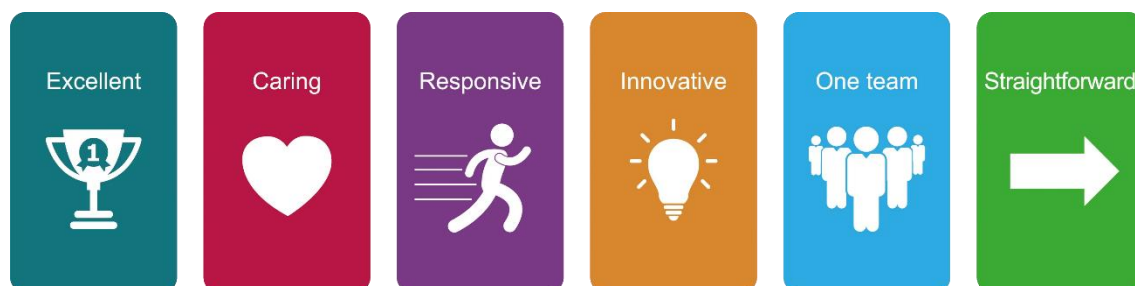 Excellent
Caring
Responsive
Innovative
One team
Straightforward
1